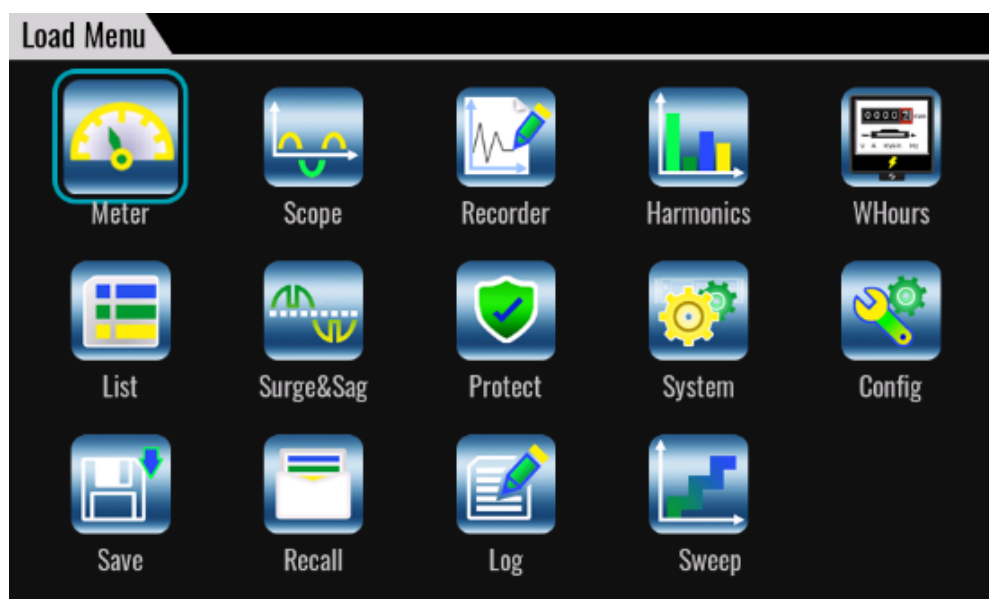 Load Menu
Meter
Scope
Recorder
Harmonics
WHours
List
Surge&Sag
Protect
System
Config
Save
Recall
Log
Sweep